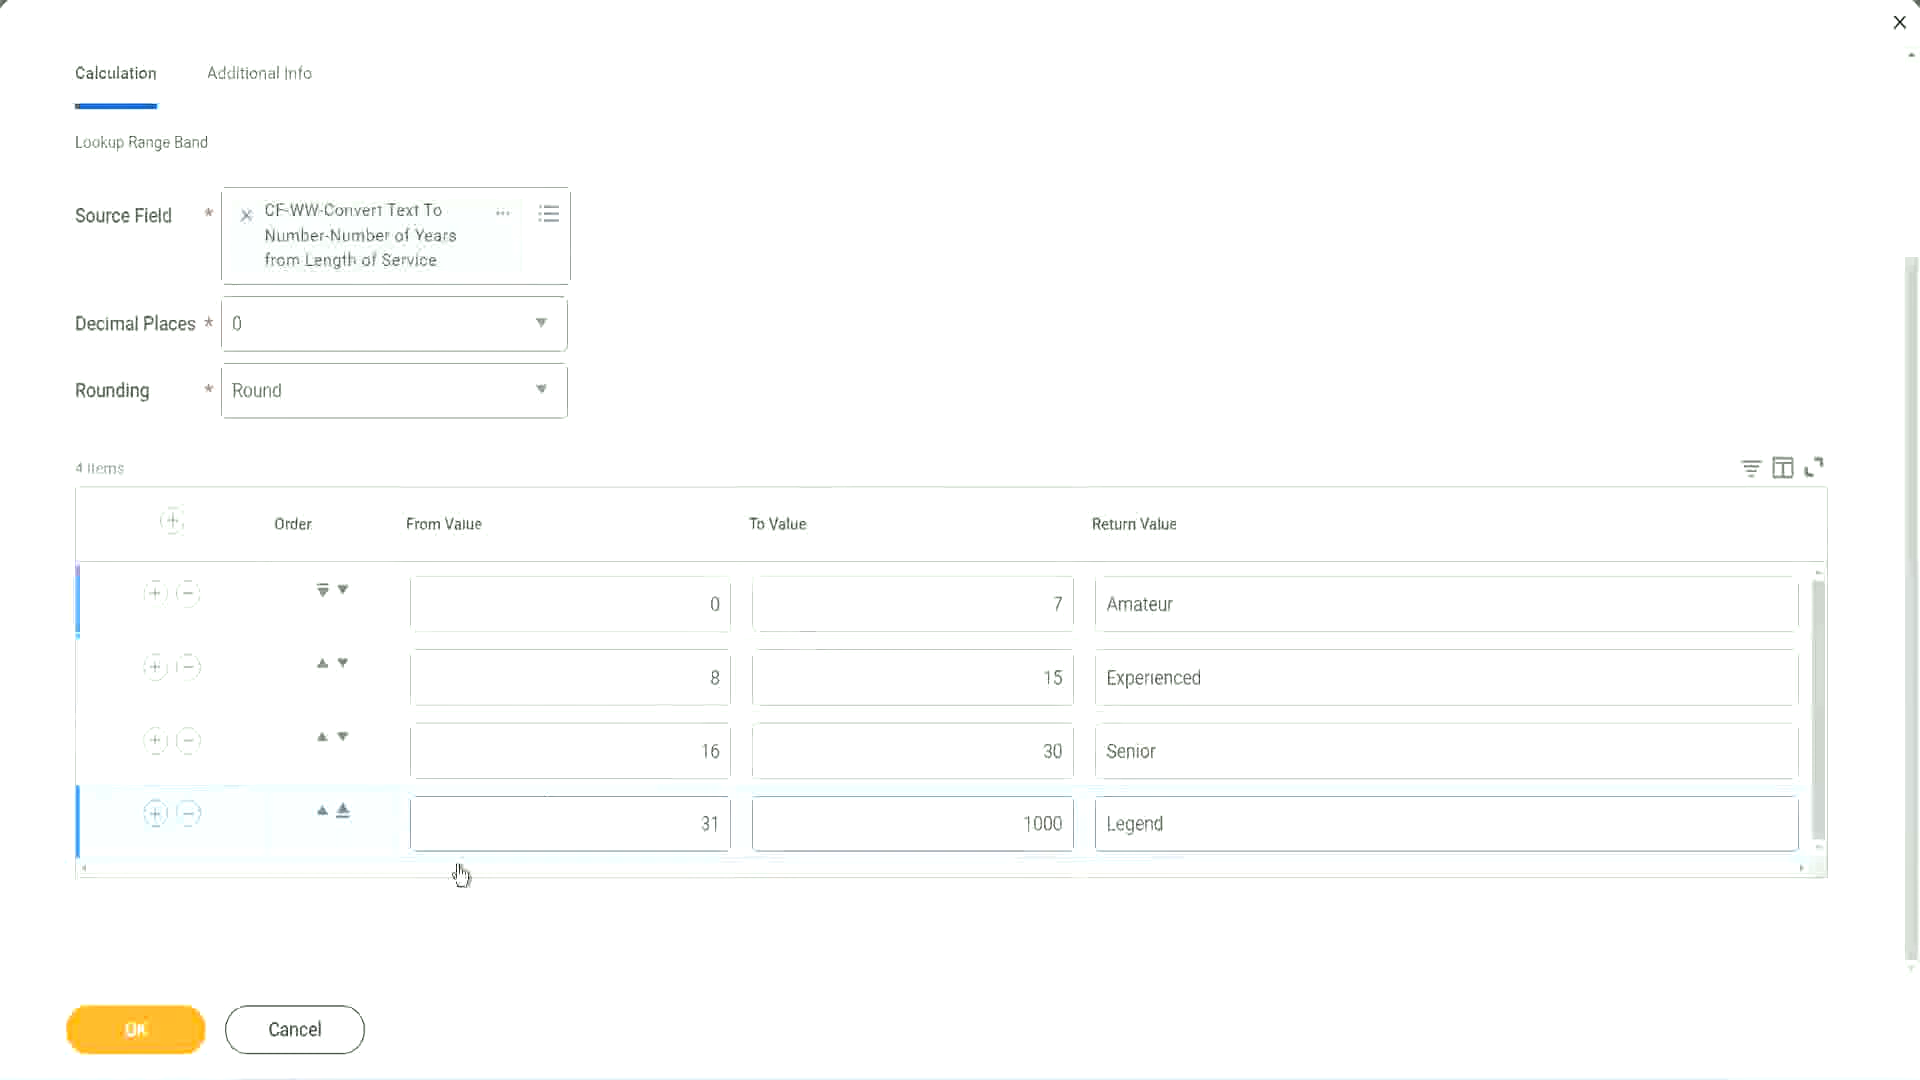 Calculation
Additional Info
Lookup Range Band
Source Field *
CF-WW-Convert Text To
Number-Number of Years
from Length of Service
Decimal Places * 0
Rounding * Round
4 items
Order From Value To Value Return Value
0 7 Amateur
8 15 Experienced
16 30 Senior
31 1000 Legend
OK Cancel